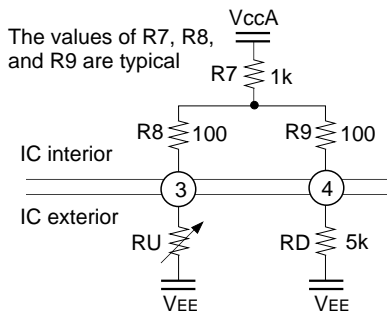 VccA
The values of R7, R8,
and R9 are typical
R7 1k
R8 100 R9 100
IC interior
3 4
IC exterior
RU RD 5k
VEE VEE